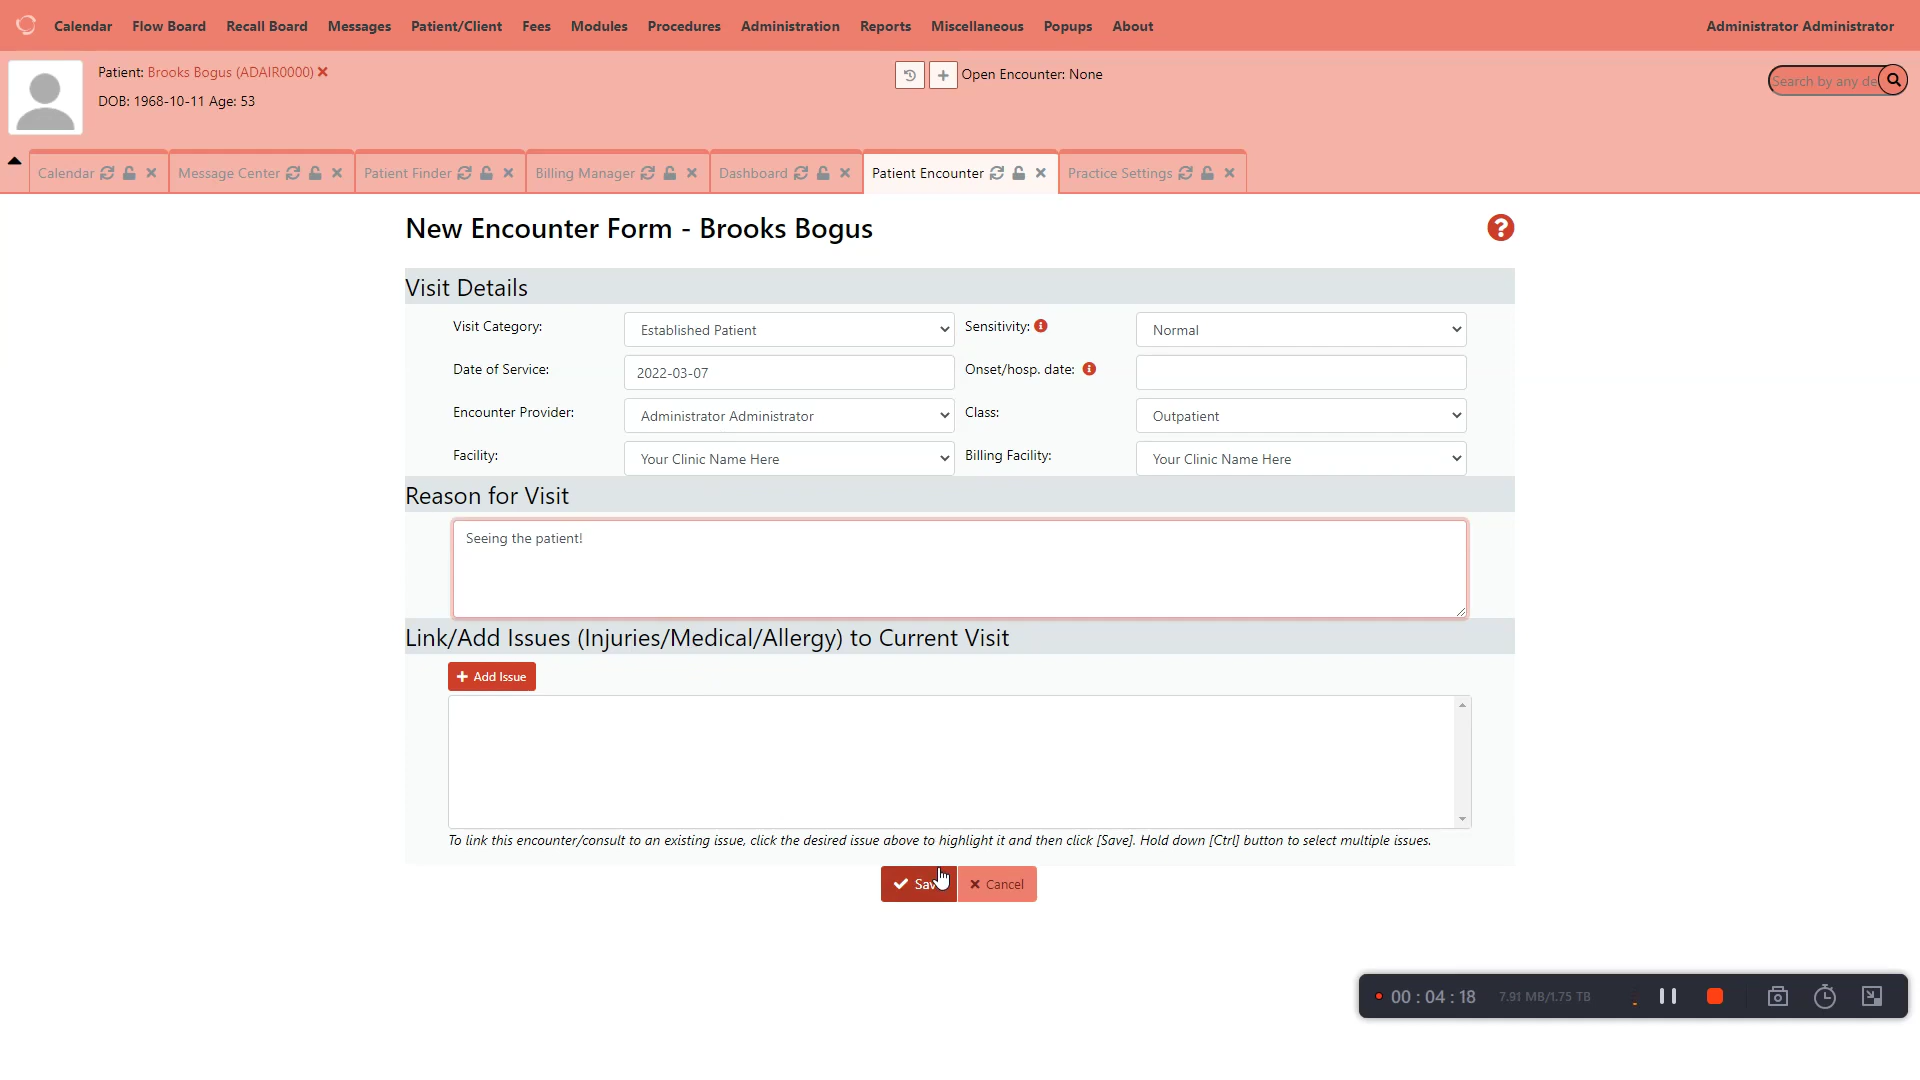 Calendar Flow Board Recall Board Messages Patient/Client Fees Modules Procedures Administration Reports Miscellaneous Popups About Administrator Administrator
Patient: Brooks Bogus (ADAIR0000)
DOB: 1968-10-11 Age: 53
Open Encounter: None
Search by any de
Calendar Message Center Patient Finder Billing Manager Dashboard Patient Encounter Practice Settings
New Encounter Form - Brooks Bogus
Visit Details
Visit Category: Established Patient Sensitivity: Normal
Date of Service: 2022-03-07 Onset/hosp. date:
Encounter Provider: Administrator Administrator Class: Outpatient
Facility: Your Clinic Name Here Billing Facility: Your Clinic Name Here
Reason for Visit
Seeing the patient!
Link/Add Issues (Injuries/Medical/Allergy) to Current Visit
Add Issue
To link this encounter/consult to an existing issue, click the desired issue above to highlight it and then click [Save]. Hold down [Ctrl] button to select multiple issues.
Cancel
00 : 04 : 18 7.91 MB/1.75 TB